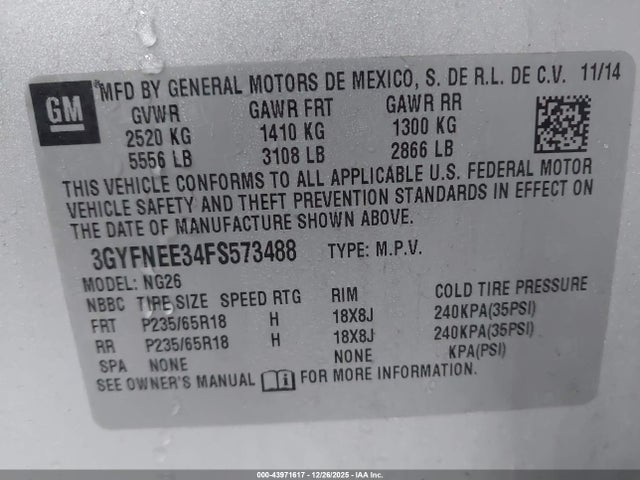 GM
®MFD BY GENERAL MOTORS DE MEXICO, S. DE R.L. DE C.V. 11/14
GVWR GAWR FRT GAWR RR
2520 KG 1410 KG 1300 KG
5556 LB 3108 LB 2866 LB
THIS VEHICLE CONFORMS TO ALL APPLICABLE U.S. FEDERAL MOTOR
VEHICLE SAFETY AND THEFT PREVENTION STANDARDS IN EFFECT ON
THE DATE OF MANUFACTURE SHOWN ABOVE.
3GYFNEE34FS573488 TYPE: M.P.V.
MODEL: NG26
NBBC TIRE SIZE SPEED RTG RIM COLD TIRE PRESSURE
FRT P235/65R18 H 18X8J 240KPA(35PSI)
RR P235/65R18 H 18X8J 240KPA(35PSI)
SPA NONE NONE KPA(PSI)
SEE OWNER'S MANUAL FOR MORE INFORMATION.
000-43971617 - 12/26/2025 - IAAI, Inc.